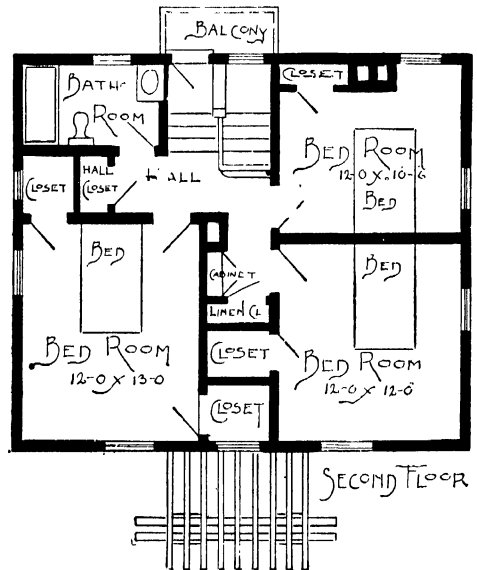 BALCONY
BATH
ROOM
CLOSET
BED ROOM
12-0 X 10-6
BED
CLOSET
HALL
CLOSET
HALL
BED
CABINET
BED
LINEN CL
BED ROOM
12-0 X 13-0
CLOSET
BED ROOM
12-0 X 12-0
CLOSET
SECOND FLOOR